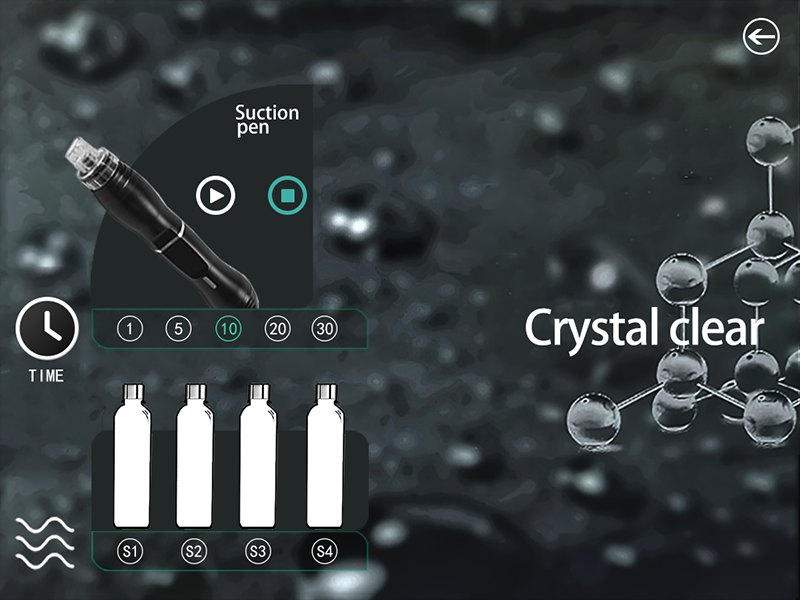 Suction
pen
1 5 10 20 30
TIME
Crystal clear
S1 S2 S3 S4